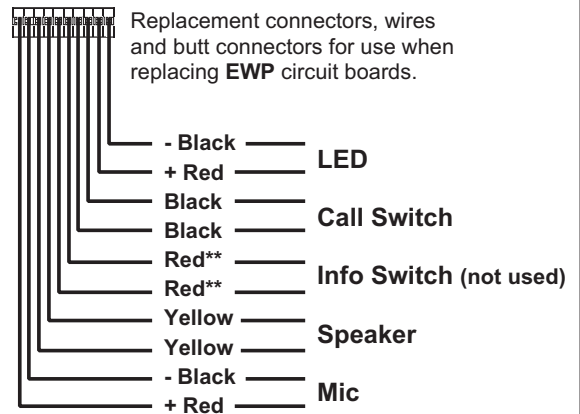 Replacement connectors, wires
and butt connectors for use when
replacing EWP circuit boards.
- Black
LED
+ Red
Black
Call Switch
Black
Red**
Info Switch (not used)
Red**
Yellow
Speaker
Yellow
- Black
Mic
+ Red